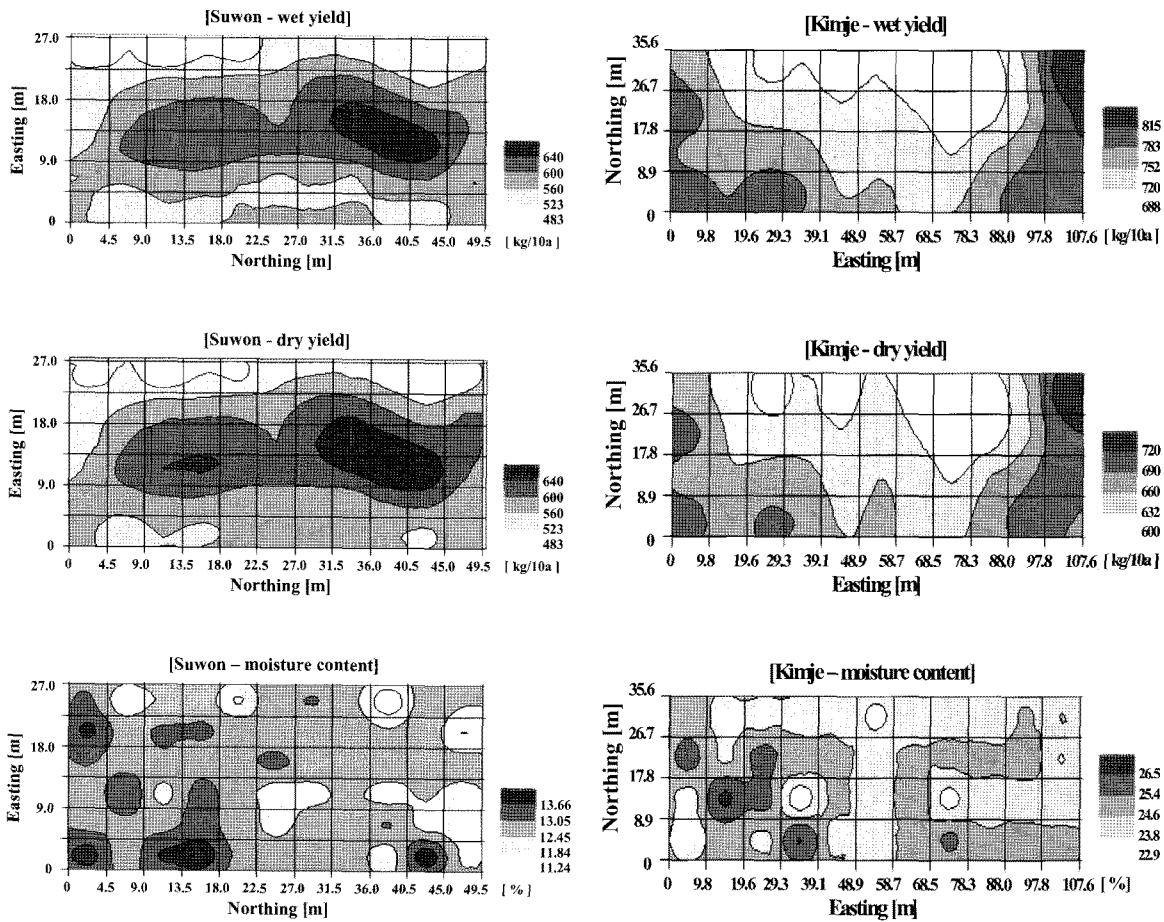 [Suwon - wet yield]
27.0
18.0
9.0
0
Easting [m]
0 4.5 9.0 13.5 18.0 22.5 27.0 31.5 36.0 40.5 49.5
Northing [m]
640
600
560
523
483
[ kg/10a]
[Kimje - wet yield]
35.6
26.7
17.8
8.9
0
Northing [m]
0 9.8 19.6 29.3 39.1 48.9 58.7 68.5 78.3 88.0 97.8 107.6
Easting [m]
815
783
752
720
688
[ kg/10a]
[Suwon - dry yield]
27.0
18.0
9.0
0
Easting [m]
0 4.5 9.0 13.5 18.0 22.5 27.0 31.5 36.0 40.5 49.5
Northing [m]
640
600
560
523
483
[ kg/10a]
[Kimje - dry yield]
35.6
26.7
17.8
8.9
0
Northing [m]
0 9.8 19.6 29.3 39.1 48.9 58.7 68.5 78.3 88.0 97.8 107.6
Easting [m]
720
690
660
632
600
[ kg/10a]
[Suwon – moisture content]
27.0
18.0
9.0
0
Easting [m]
0 4.5 9.0 13.5 18.0 22.5 27.0 31.5 36.0 40.5 49.5
Northing [m]
13.66
13.05
12.45
11.84
11.24
[ %]
[Kimje – moisture content]
35.6
26.7
17.8
8.9
0
Northing [m]
0 9.8 19.6 29.3 39.1 48.9 58.7 68.5 78.3 88.0 97.8 107.6
Easting [m]
26.5
25.4
24.6
23.8
22.9
[ %]